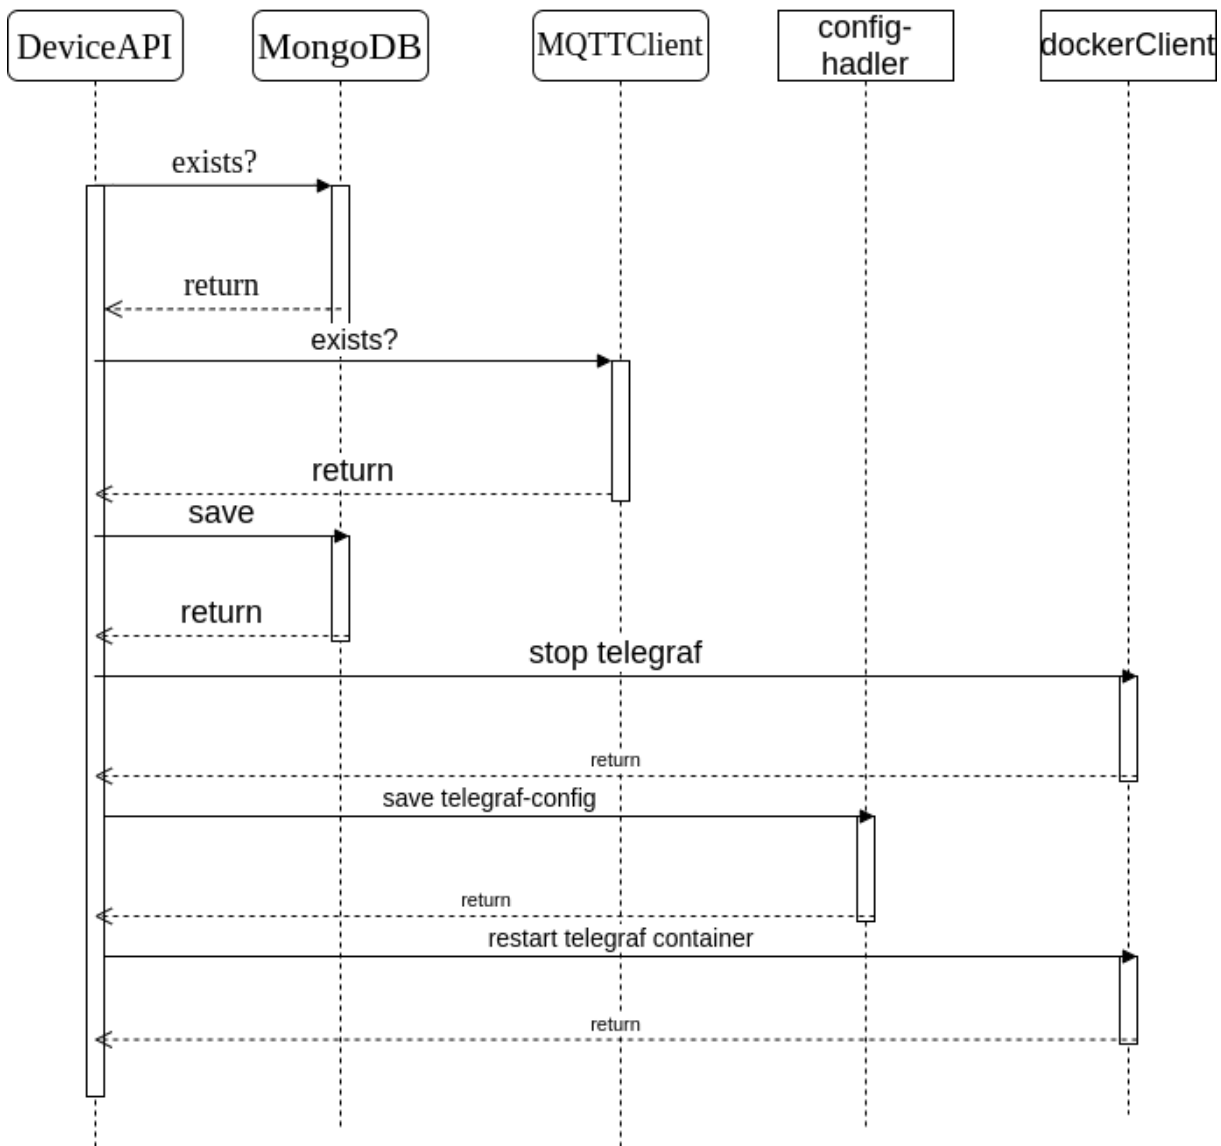 DeviceAPI
MongoDB
MQTTClient
config-
hadler
dockerClient
exists?
return
exists?
return
save
return
stop telegraf
return
save telegraf-config
return
restart telegraf container
return